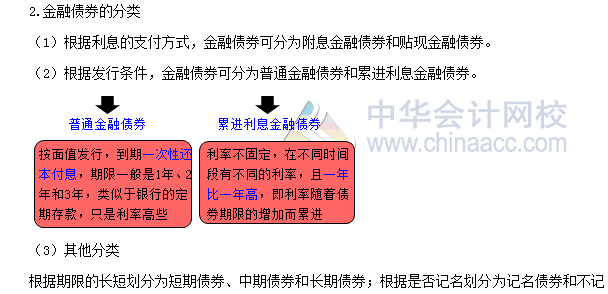 2.金融债券的分类
（1）根据利息的支付方式，金融债券可分为附息金融债券和贴现金融债券。
（2）根据发行条件，金融债券可分为普通金融债券和累进利息金融债券。
中华会计网校
www.chinaacc.com
普通金融债券
按面值发行，到期一次性还
本付息，期限一般是1年、2
年和3年，类似于银行的定
期存款，只是利率高些
累进利息金融债券
利率不固定，在不同时间
段有不同的利率，且一年
比一年高，即利率随着债
券期限的增加而累进
（3）其他分类
根据期限的长短划分为短期债券、中期债券和长期债券；根据是否记名划分为记名债券和不记